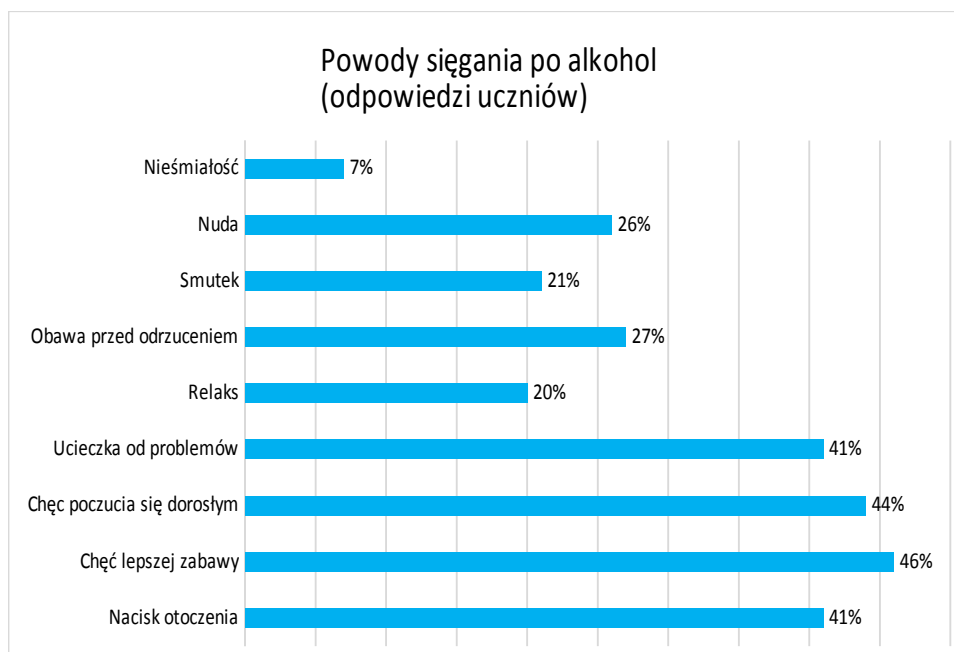 Powody sięgania po alkohol
(odpowiedzi uczniów)
Nieśmiałość 7%
Nuda 26%
Smutek 21%
Obawa przed odrzuceniem 27%
Relaks 20%
Ucieczka od problemów 41%
Chęc poczucia się dorosłym 44%
Chęć lepszej zabawy 46%
Nacisk otoczenia 41%